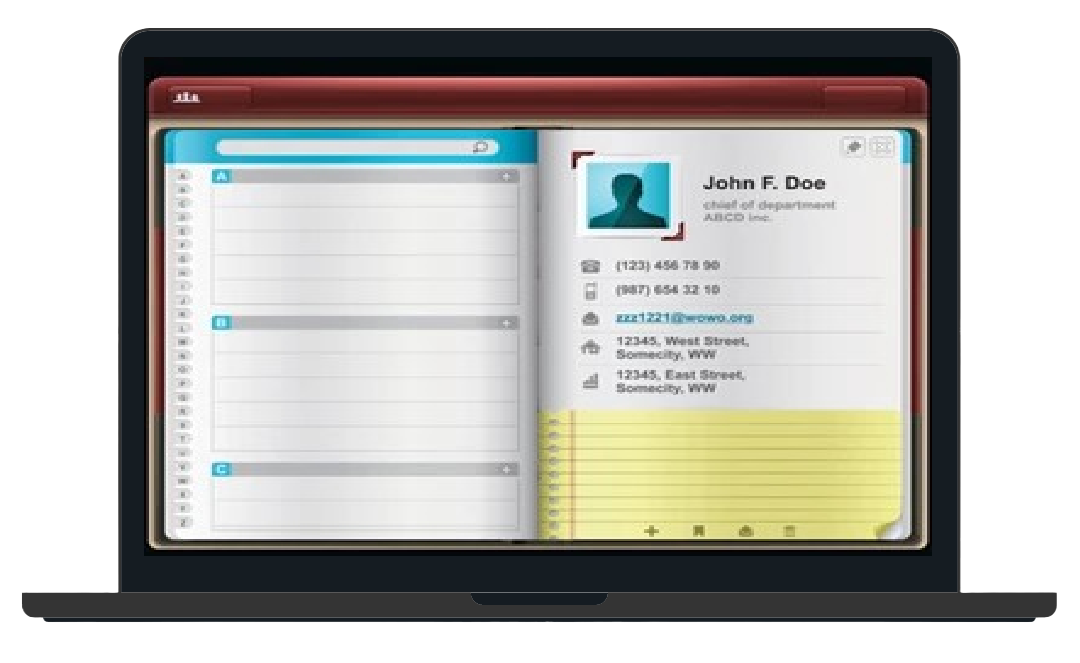 A
B
C
John F. Doe
chief of department
ABCD inc.
(123) 456 78 90
(987) 654 32 10
zzz1221@wowo.org
12345, West Street,
Somecity, WW
12345, East Street,
Somecity, WW